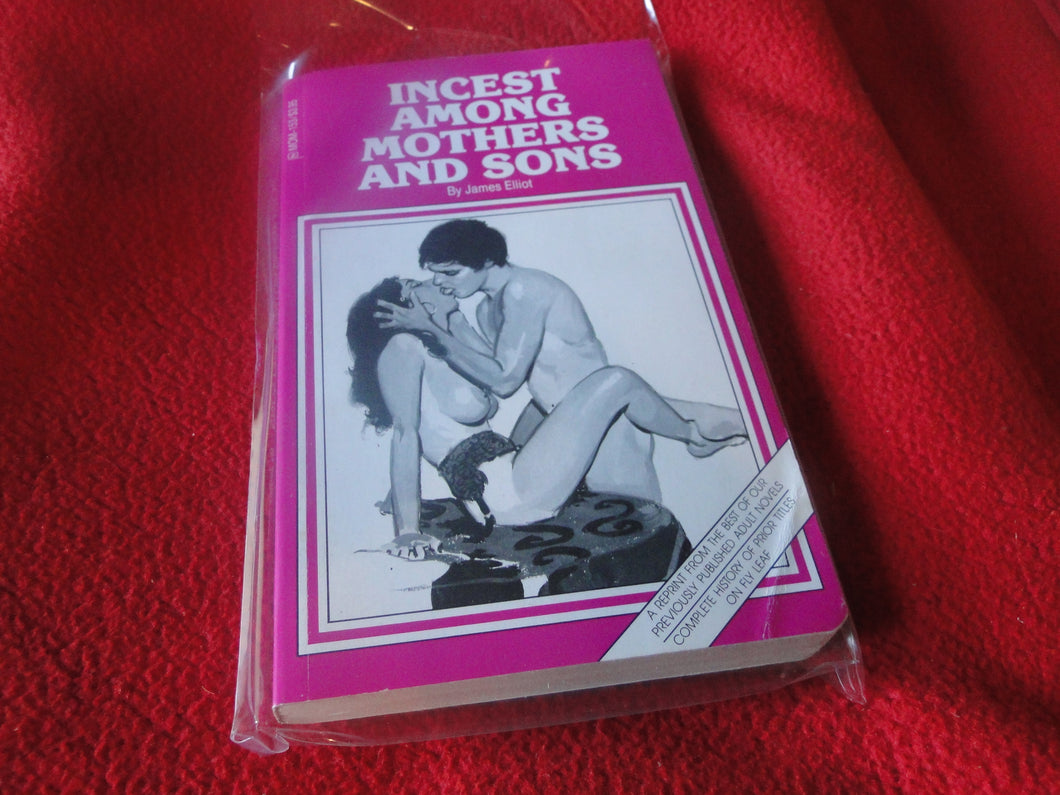 INCEST
AMONG
MOTHERS
AND SONS
By James Elliot
A REPRINT FROM THE BEST OF OUR
PREVIOUSLY PUBLISHED ADULT NOVELS
COMPLETE HISTORY OF PRIOR TITLES
ON FLY LEAF